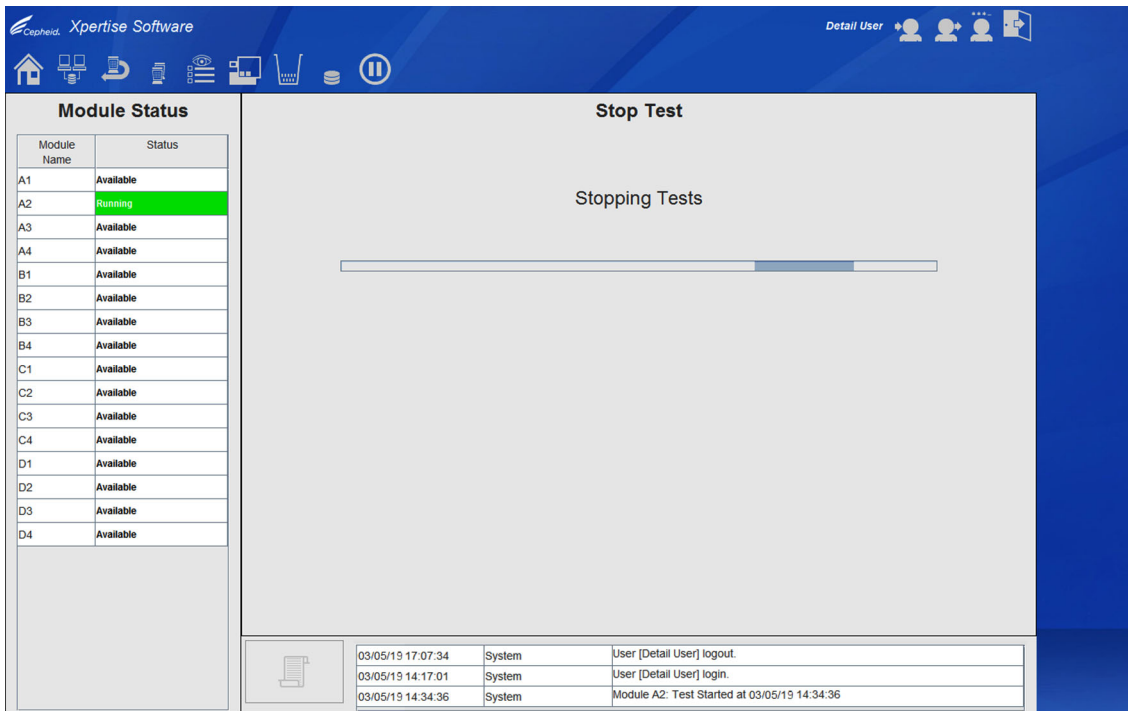 Cepheid. Xpertise Software
Detail User
Module Status
Module Name Status
A1 Available
A2 Running
A3 Available
A4 Available
B1 Available
B2 Available
B3 Available
B4 Available
C1 Available
C2 Available
C3 Available
C4 Available
D1 Available
D2 Available
D3 Available
D4 Available
Stop Test
Stopping Tests
03/05/19 17:07:34 System User [Detail User] logout.
03/05/19 14:17:01 System User [Detail User] login.
03/05/19 14:34:36 System Module A2: Test Started at 03/05/19 14:34:36